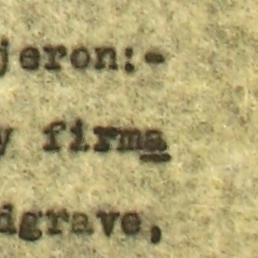 jeron:-
y firma
dgrave,